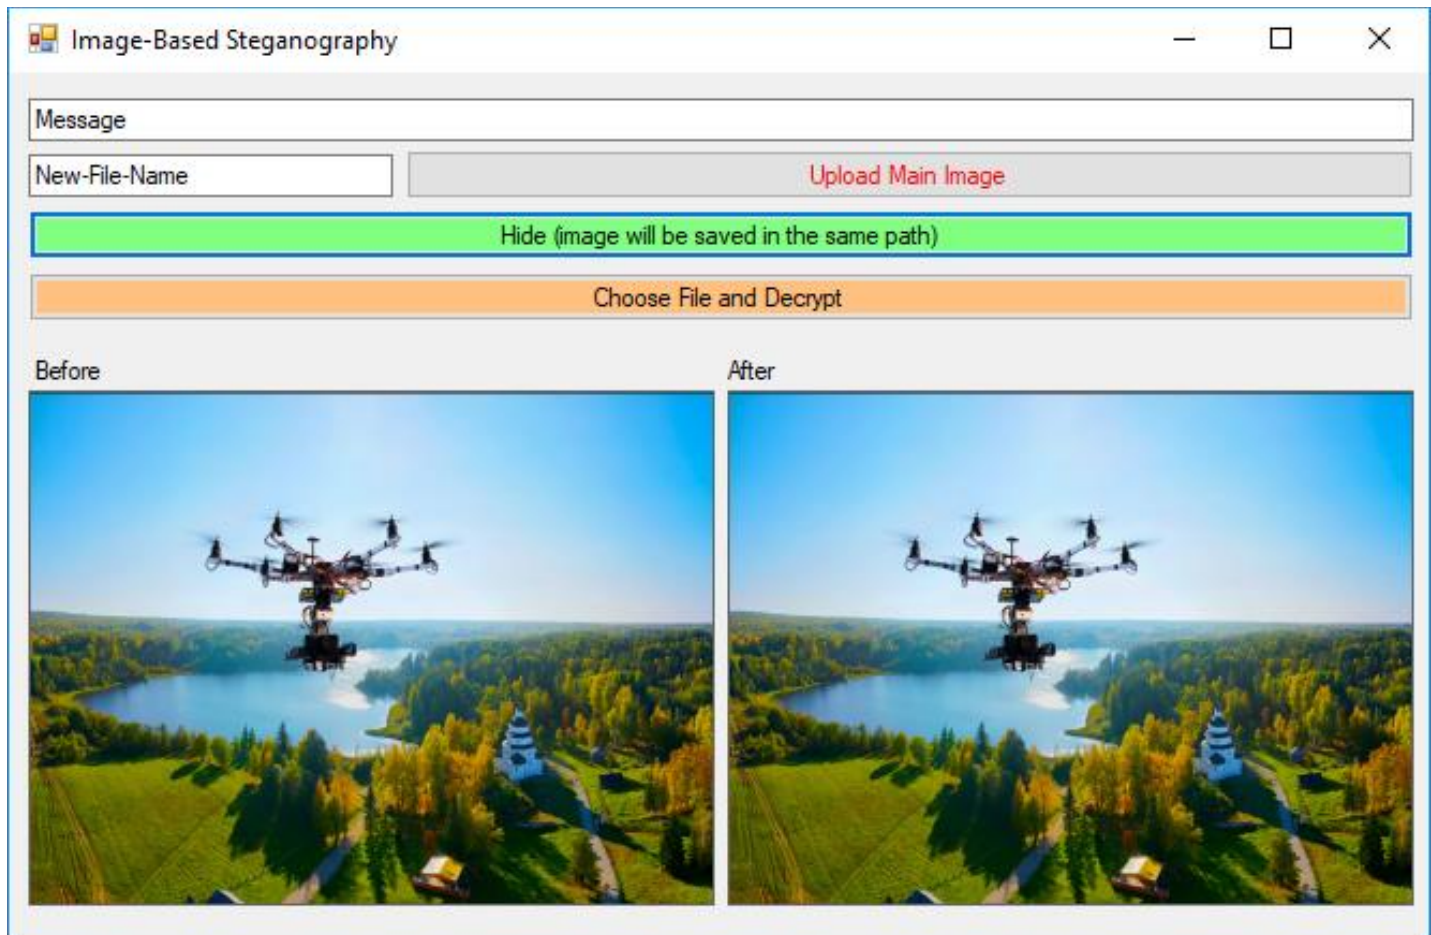 Image-Based Steganography
Message
New-File-Name
Upload Main Image
Hide (image will be saved in the same path)
Choose File and Decrypt
Before
After